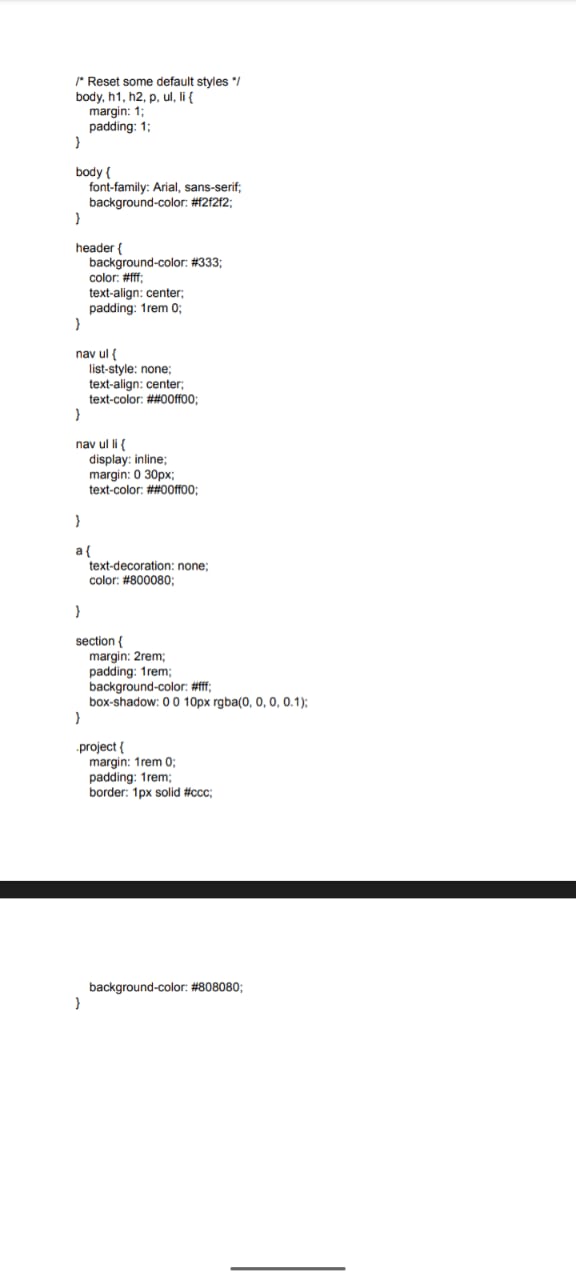 /* Reset some default styles */
body, h1, h2, p, ul, li {
    margin: 1;
    padding: 1;
}
body {
    font-family: Arial, sans-serif;
    background-color: #f2f2f2;
}
header {
    background-color: #333;
    color: #fff;
    text-align: center;
    padding: 1rem 0;
}
nav ul {
    list-style: none;
    text-align: center;
    text-color: ##00ff00;
}
nav ul li {
    display: inline;
    margin: 0 30px;
    text-color: ##00ff00;
}
a {
    text-decoration: none;
    color: #800080;
}
section {
    margin: 2rem;
    padding: 1rem;
    background-color: #fff;
    box-shadow: 0 0 10px rgba(0, 0, 0, 0.1);
}
.project {
    margin: 1rem 0;
    padding: 1rem;
    border: 1px solid #ccc;
    background-color: #808080;
}